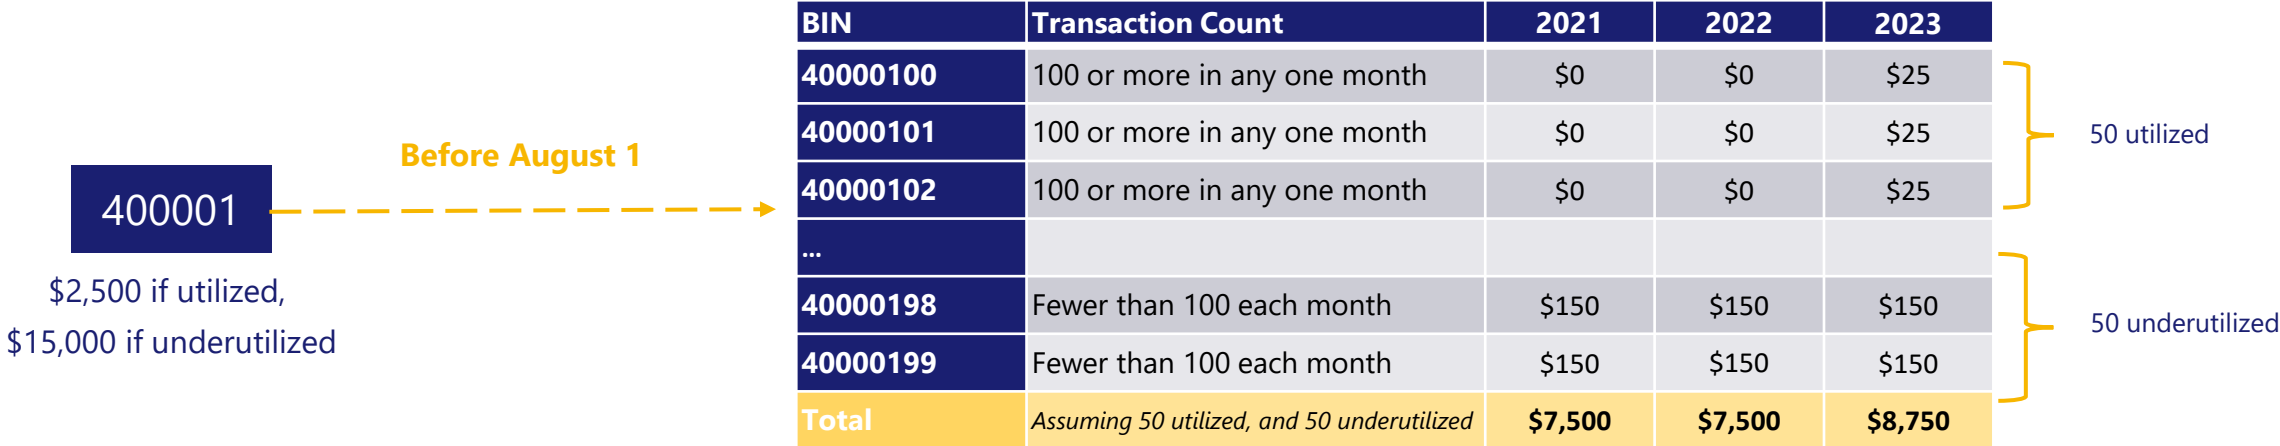 BIN Transaction Count 2021 2022 2023
40000100 100 or more in any one month $0 $0 $25
40000101 100 or more in any one month $0 $0 $25
50 utilized
Before August 1
40000102 100 or more in any one month $0 $0 $25
400001
...
$2,500 if utilized,
$15,000 if underutilized
40000198 Fewer than 100 each month $150 $150 $150
50 underutilized
40000199 Fewer than 100 each month $150 $150 $150
Total Assuming 50 utilized, and 50 underutilized $7,500 $7,500 $8,750